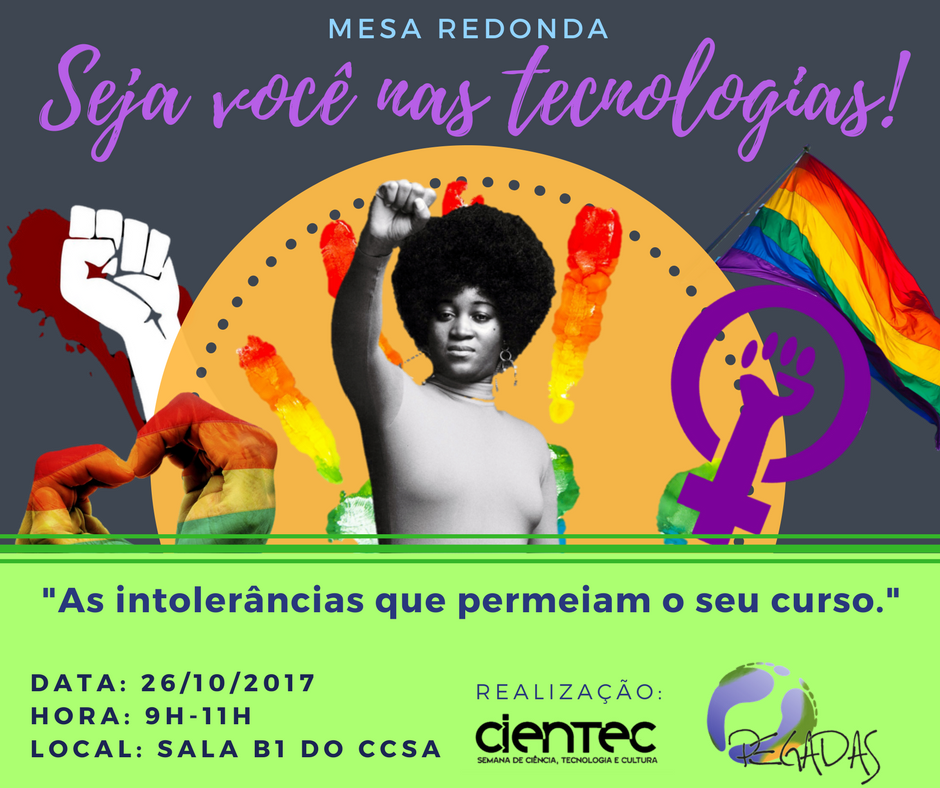 MESA REDONDA
Seja você nas tecnologias!
"As intolerâncias que permeiam o seu curso."
DATA: 26/10/2017
HORA: 9H-11H
LOCAL: SALA B1 DO CCSA
REALIZAÇÃO:
cientec
SEMANA DE CIÊNCIA, TECNOLOGIA E CULTURA
PEGADAS